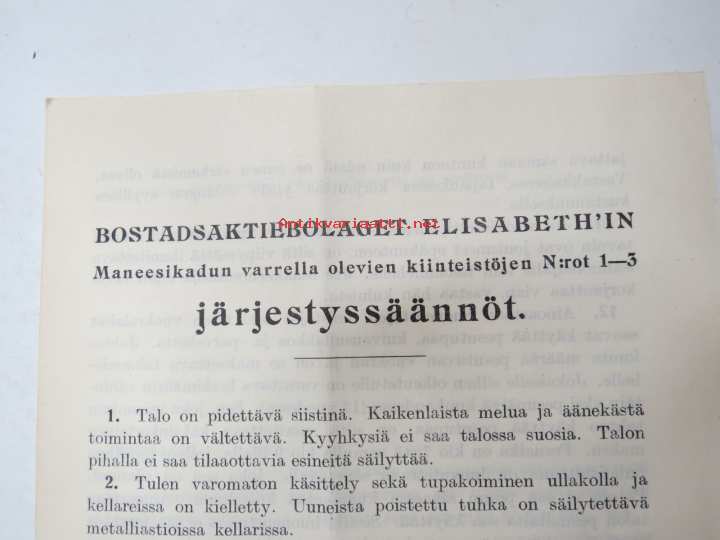 BOSTADSAKTIEBOLAGET ELISABETH'IN
Antikvariaatti.net
Maneesikadun varrella olevien kiinteistöjen N:rot 1—3
järjestyssäännöt.
1. Talo on pidettävä siistinä. Kaikenlaista melua ja äänekästä
toimintaa on vältettävä. Kyyhkysiä ei saa talossa suosia. Talon
pihalla ei saa tilaaottavia esineitä säilyttää.
2. Tulen varomaton käsittely sekä tupakoiminen ullakolla ja
kellareissa on kielletty. Uuneista poistettu tuhka on säilytettävä
metalliastioissa kellarissa.